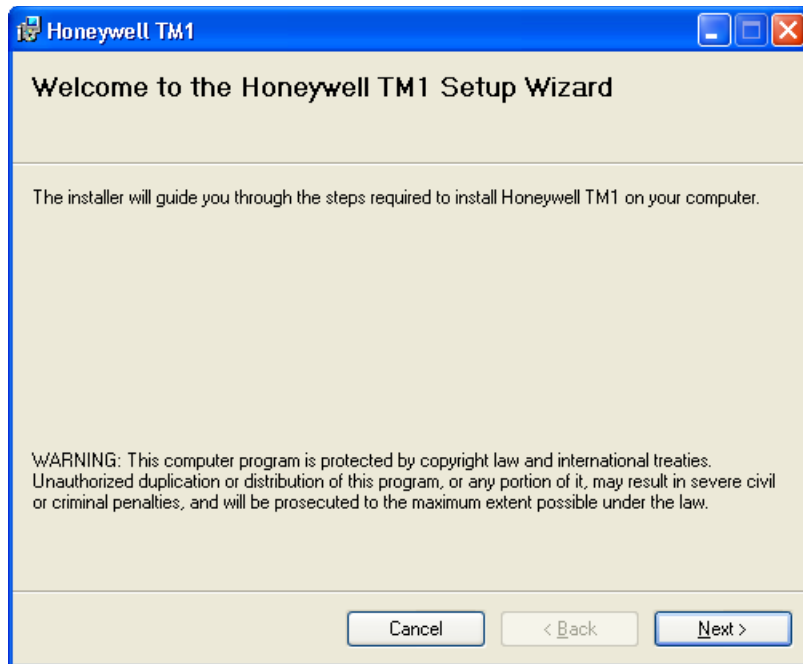 Honeywell TM1
Welcome to the Honeywell TM1 Setup Wizard
The installer will guide you through the steps required to install Honeywell TM1 on your computer.
WARNING: This computer program is protected by copyright law and international treaties.
Unauthorized duplication or distribution of this program, or any portion of it, may result in severe civil
or criminal penalties, and will be prosecuted to the maximum extent possible under the law.
Cancel
< Back
Next >